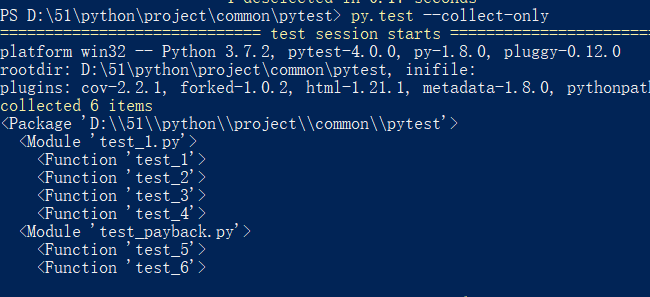 PS D:\51\python\project\common\pytest> py.test --collect-only
============================= test session starts =========================
platform win32 -- Python 3.7.2, pytest-4.0.0, py-1.8.0, pluggy-0.12.0
rootdir: D:\51\python\project\common\pytest, inifile:
plugins: cov-2.2.1, forked-1.0.2, html-1.21.1, metadata-1.8.0, pythonpath
collected 6 items
<Package 'D:\\51\\python\\project\\common\\pytest'>
  <Module 'test_1.py'>
    <Function 'test_1'>
    <Function 'test_2'>
    <Function 'test_3'>
    <Function 'test_4'>
  <Module 'test_payback.py'>
    <Function 'test_5'>
    <Function 'test_6'>